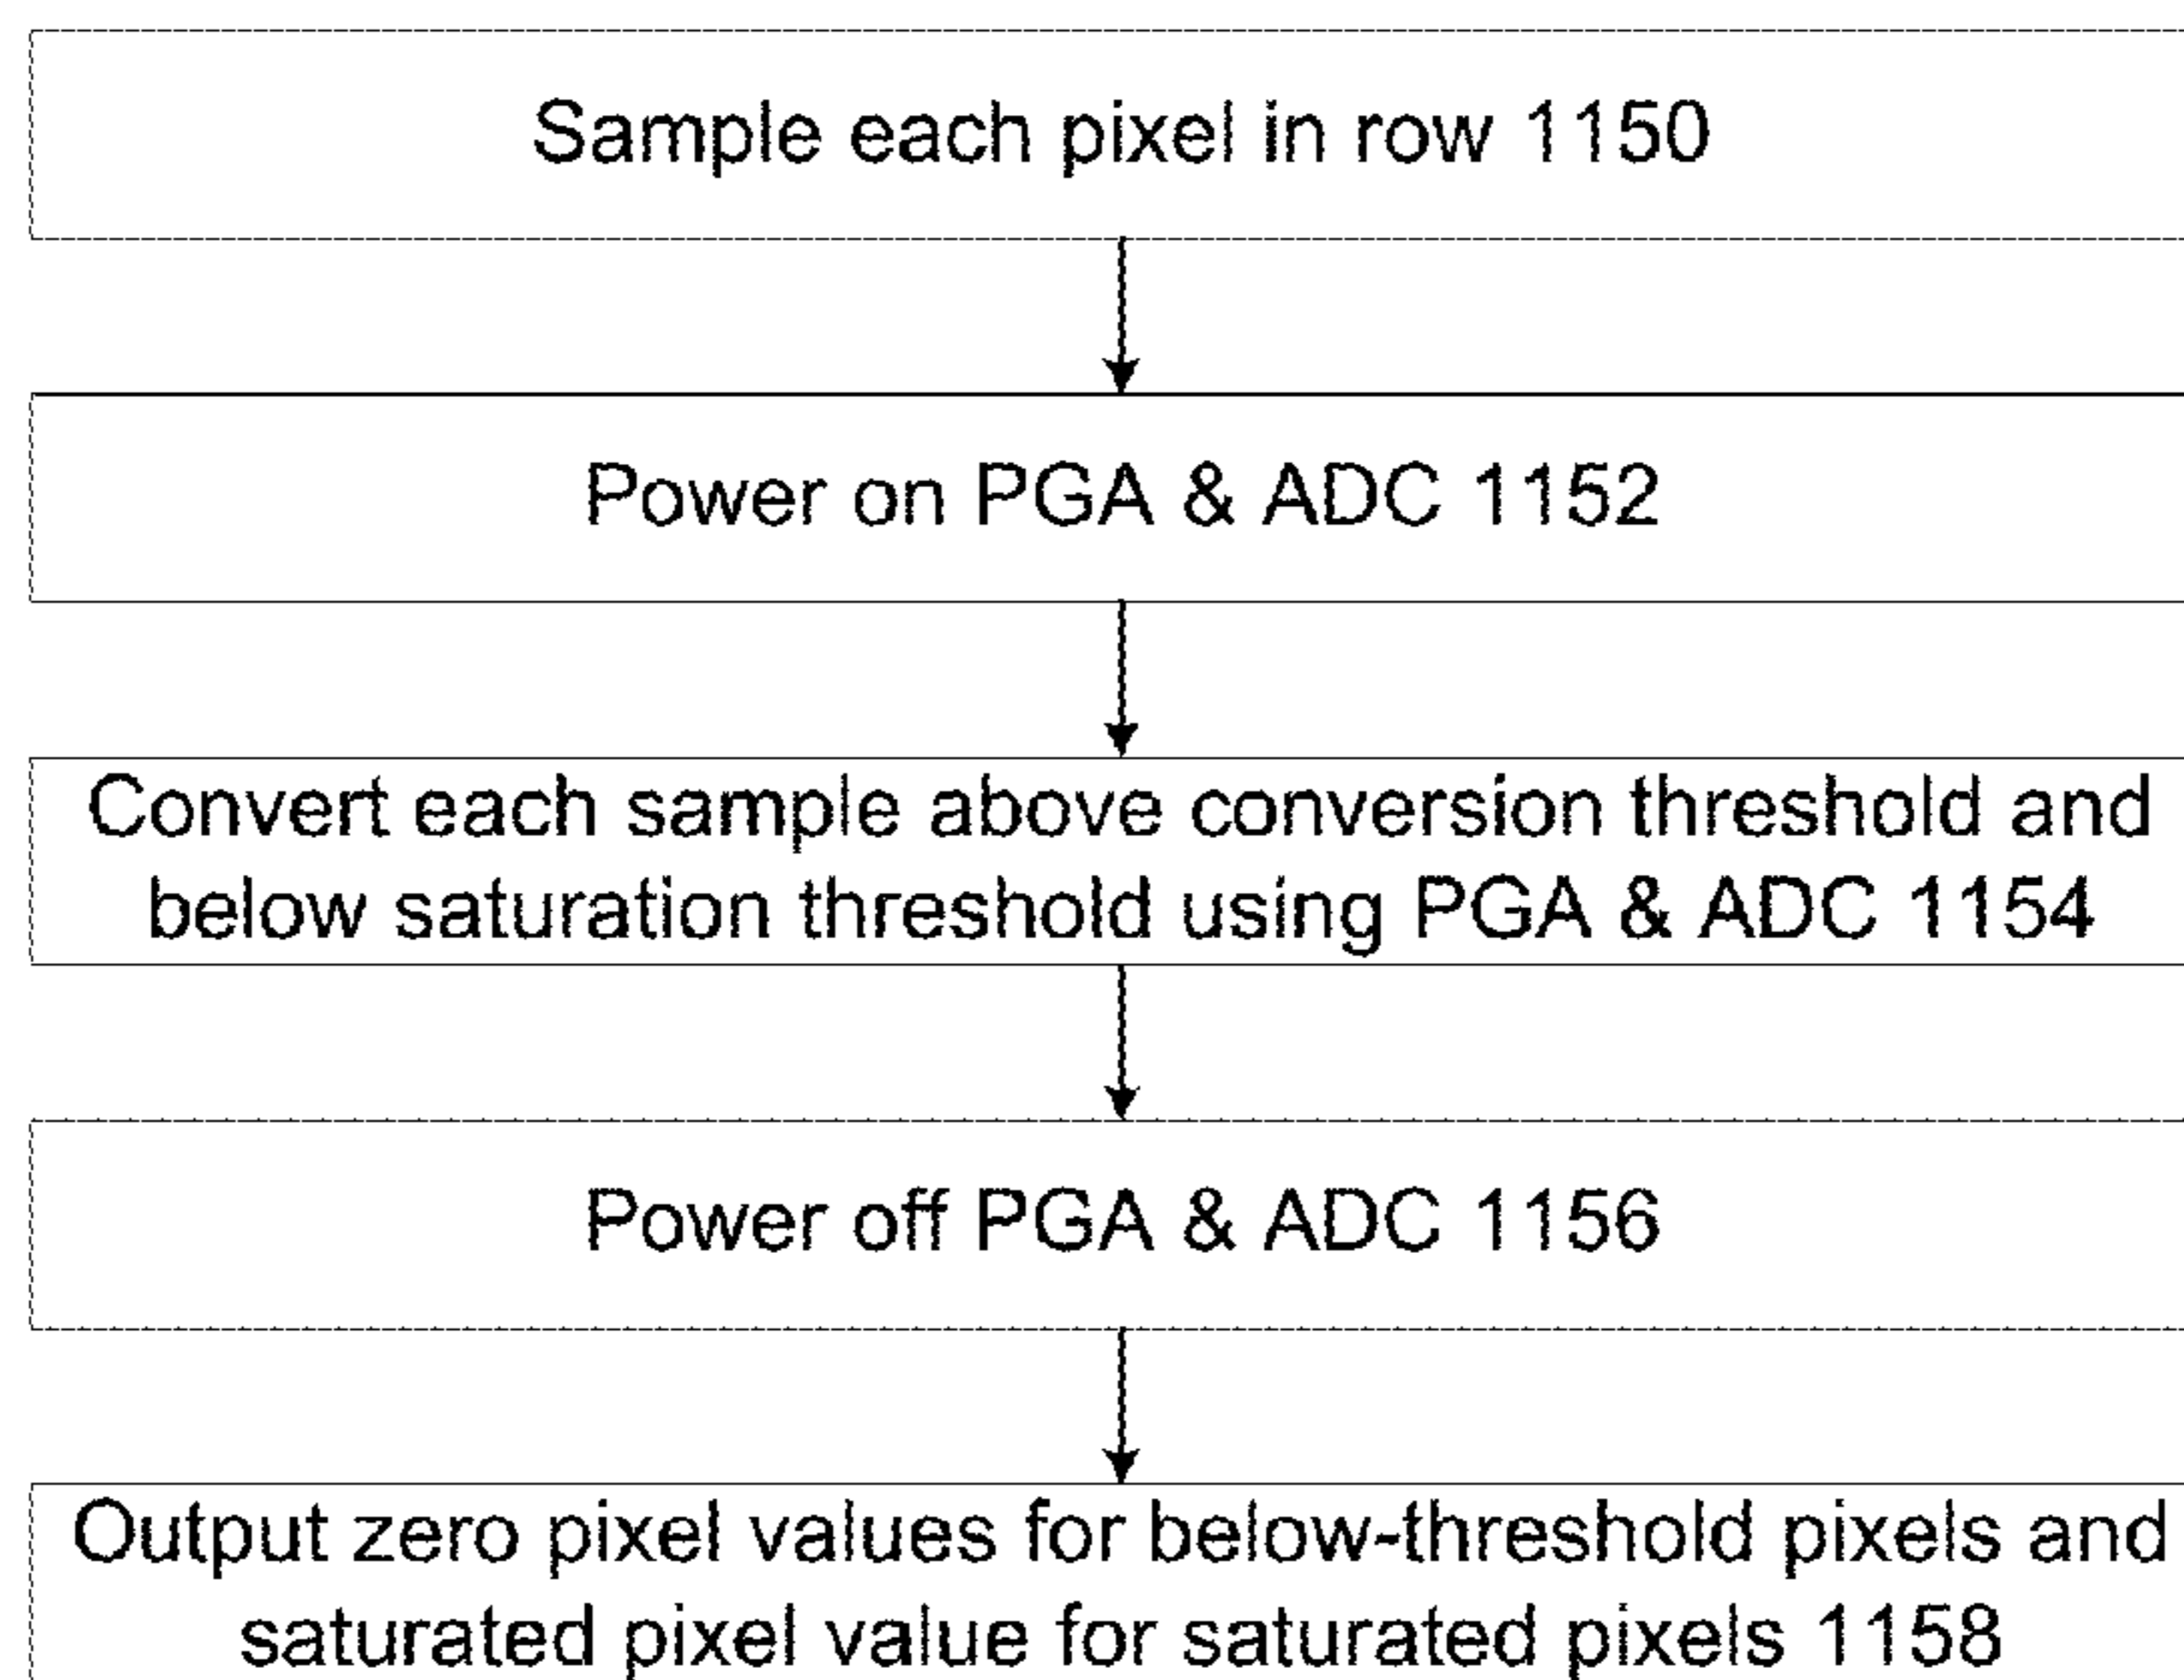 Sample each pixel in row 1150
Power on PGA & ADC 1152
Convert each sample above conversion threshold and
below saturation threshold using PGA & ADC 1154
Power off PGA & ADC 1156
Output zero pixel values for below-threshold pixels and
saturated pixel value for saturated pixels 1158